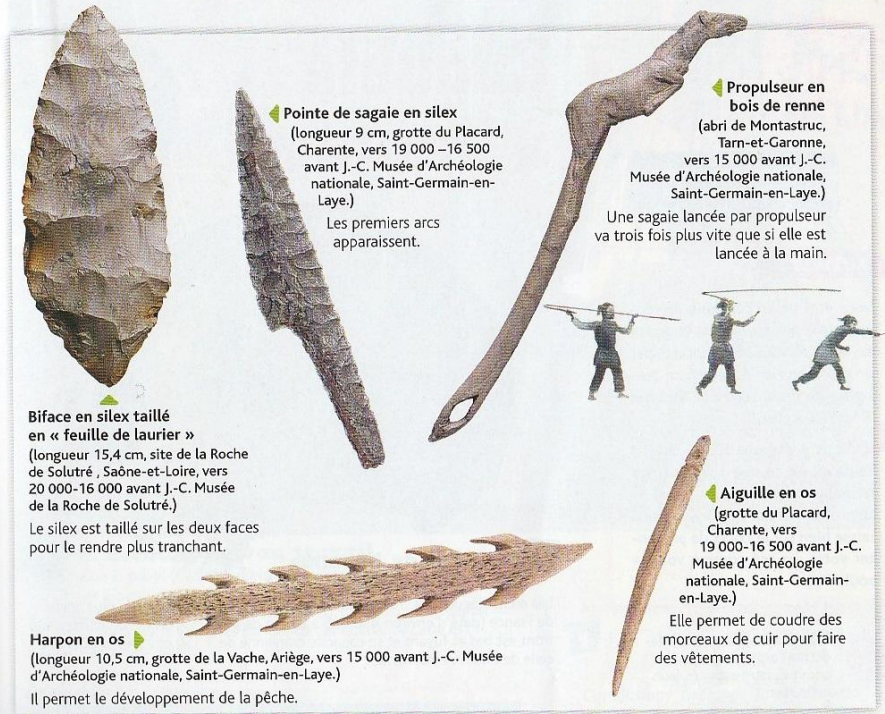 Pointe de sagaie en silex
(longueur 9 cm, grotte du Placard,
Charente, vers 19 000 –16 500
avant J.-C. Musée d'Archéologie
nationale, Saint-Germain-en-
Laye.)
Les premiers arcs
apparaissent.
Propulseur en
bois de renne
(abri de Montastruc,
Tarn-et-Garonne,
vers 15 000 avant J.-C.
Musée d'Archéologie nationale,
Saint-Germain-en-Laye.)
Une sagaie lancée par propulseur
va trois fois plus vite que si elle est
lancée à la main.
Biface en silex taillé
en « feuille de laurier »
(longueur 15,4 cm, site de la Roche
de Solutré , Saône-et-Loire, vers
20 000-16 000 avant J.-C. Musée
de la Roche de Solutré.)
Le silex est taillé sur les deux faces
pour le rendre plus tranchant.
Aiguille en os
(grotte du Placard,
Charente, vers
19 000-16 500 avant J.-C.
Musée d'Archéologie
nationale, Saint-Germain-
en-Laye.)
Elle permet de coudre des
morceaux de cuir pour faire
des vêtements.
Harpon en os
(longueur 10,5 cm, grotte de la Vache, Ariège, vers 15 000 avant J.-C. Musée
d'Archéologie nationale, Saint-Germain-en-Laye.)
Il permet le développement de la pêche.